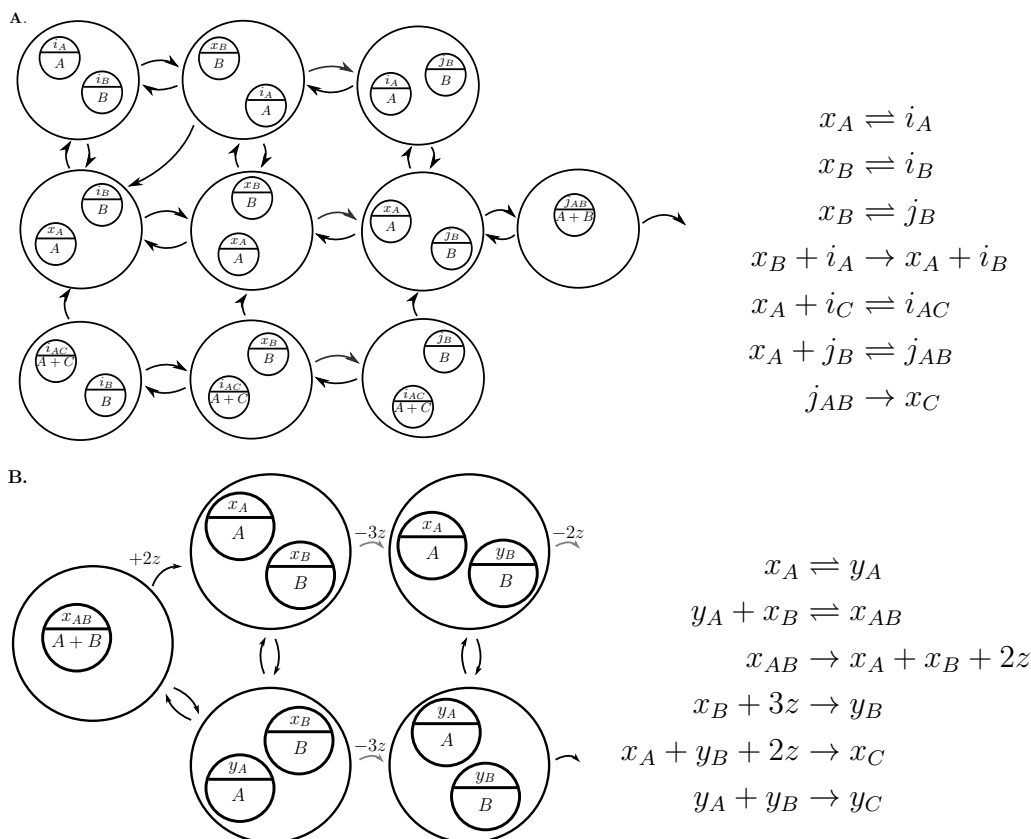 A.
i_A
A
i_B
B
x_B
B
i_A
A
i_A
A
j_B
B
i_B
B
x_A
A
x_B
B
x_A
A
x_A
A
j_B
B
j_AB
A + B
i_AC
A + C
i_B
B
x_B
B
i_AC
A + C
j_B
B
i_AC
A + C
x_A ⇌ i_A
x_B ⇌ i_B
x_B ⇌ j_B
x_B + i_A → x_A + i_B
x_A + i_C ⇌ i_AC
x_A + j_B ⇌ j_AB
j_AB → x_C
B.
x_AB
A + B
+2z
x_A
A
x_B
B
−3z
x_A
A
y_B
B
−2z
x_B
B
y_A
A
−3z
y_A
A
y_B
B
x_A ⇌ y_A
y_A + x_B ⇌ x_AB
x_AB → x_A + x_B + 2z
x_B + 3z → y_B
x_A + y_B + 2z → x_C
y_A + y_B → y_C